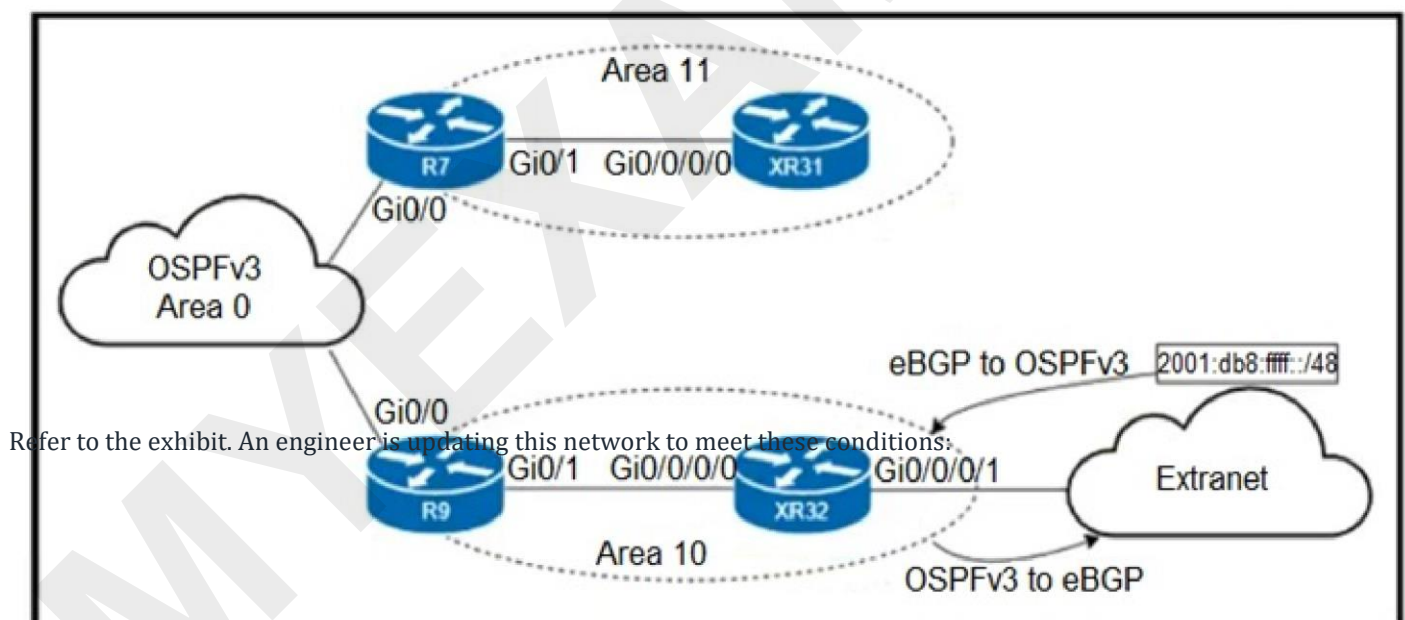 Area 11
R7
Gi0/1
Gi0/0/0/0
XR31
Gi0/0
OSPFv3
Area 0
eBGP to OSPFv3
2001:db8:ffff::/48
Gi0/0
Refer to the exhibit. An engineer is updating this network to meet these conditions:
R9
Gi0/1
Gi0/0/0/0
XR32
Gi0/0/0/1
Extranet
Area 10
OSPFv3 to eBGP
MYEXA